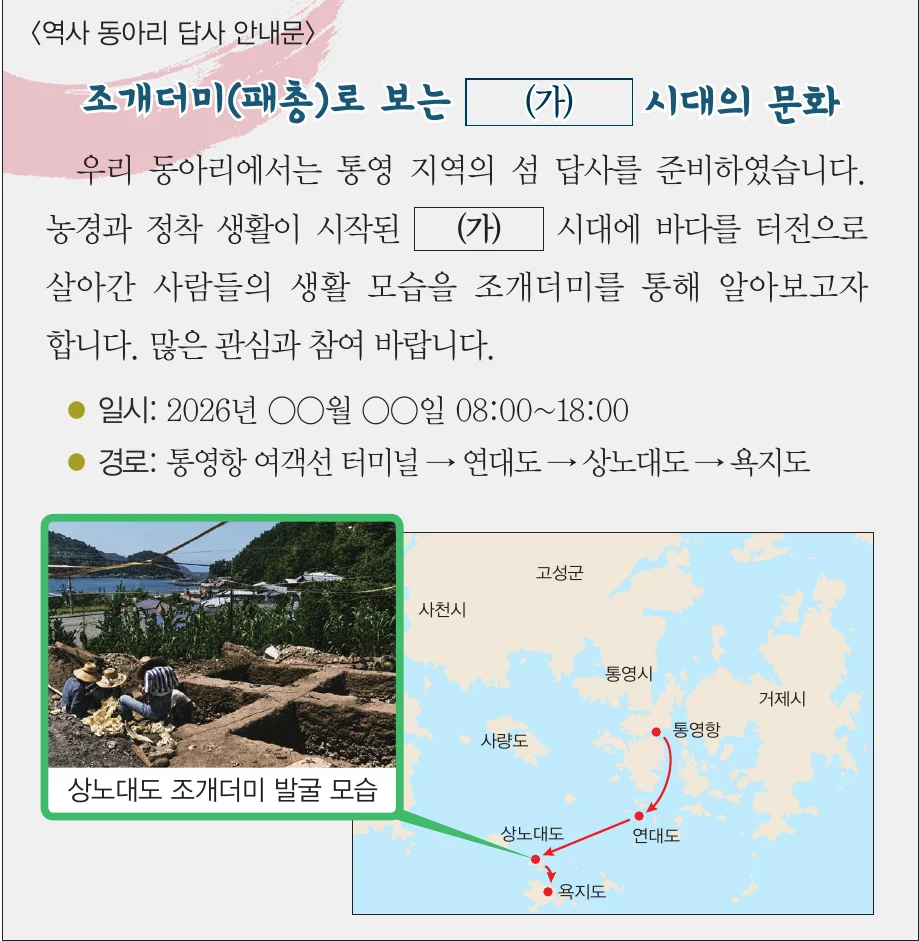 〈역사 동아리 답사 안내문〉
조개더미(패총)로 보는 (가) 시대의 문화
우리 동아리에서는 통영 지역의 섬 답사를 준비하였습니다.
농경과 정착 생활이 시작된 (가) 시대에 바다를 터전으로
살아간 사람들의 생활 모습을 조개더미를 통해 알아보고자
합니다. 많은 관심과 참여 바랍니다.
● 일시: 2026년 ○○월 ○○일 08:00~18:00
● 경로: 통영항 여객선 터미널 → 연대도 → 상노대도 → 욕지도
상노대도 조개더미 발굴 모습
고성군
사천시
통영시
거제시
통영항
사량도
상노대도
연대도
욕지도